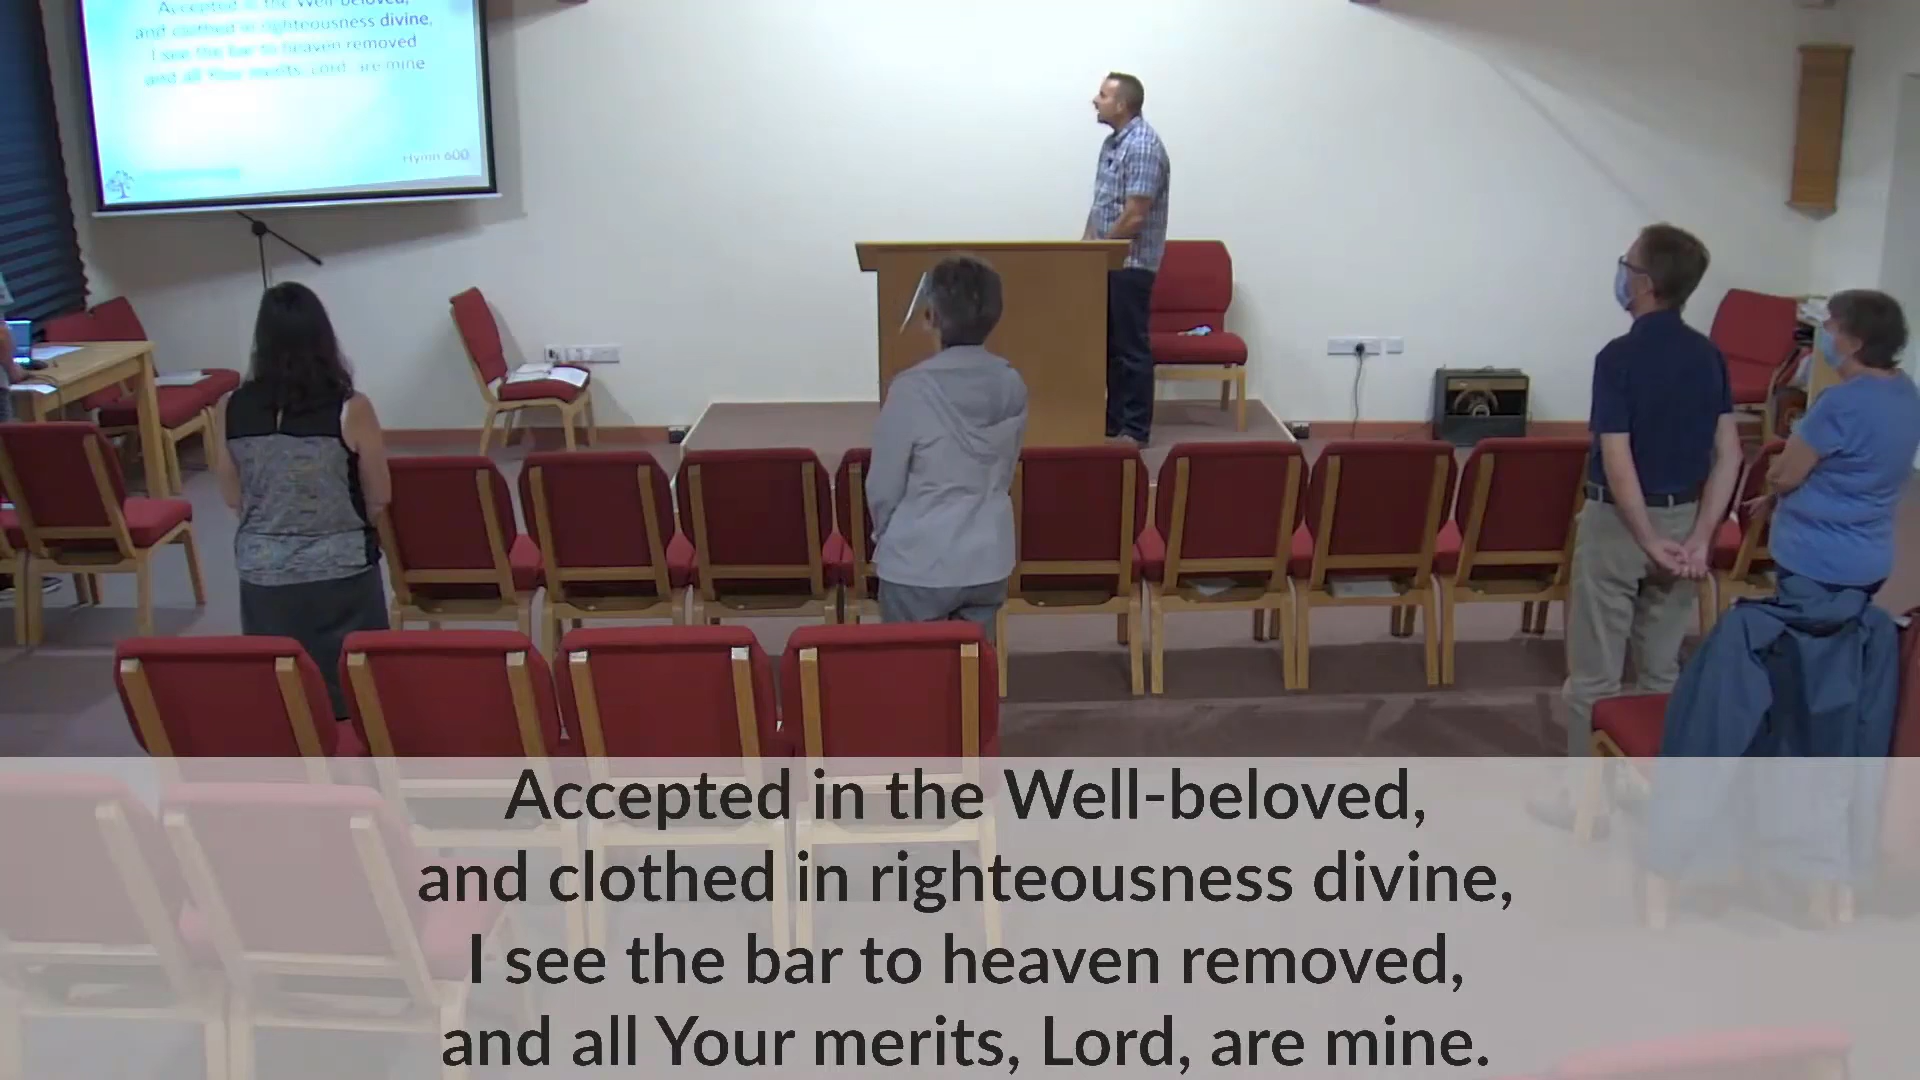 Accepted in the Well-beloved,
and clothed in righteousness divine,
I see the bar to heaven removed
and all Your merits, Lord, are mine
Hymn 600
Accepted in the Well-beloved,
and clothed in righteousness divine,
I see the bar to heaven removed,
and all Your merits, Lord, are mine.